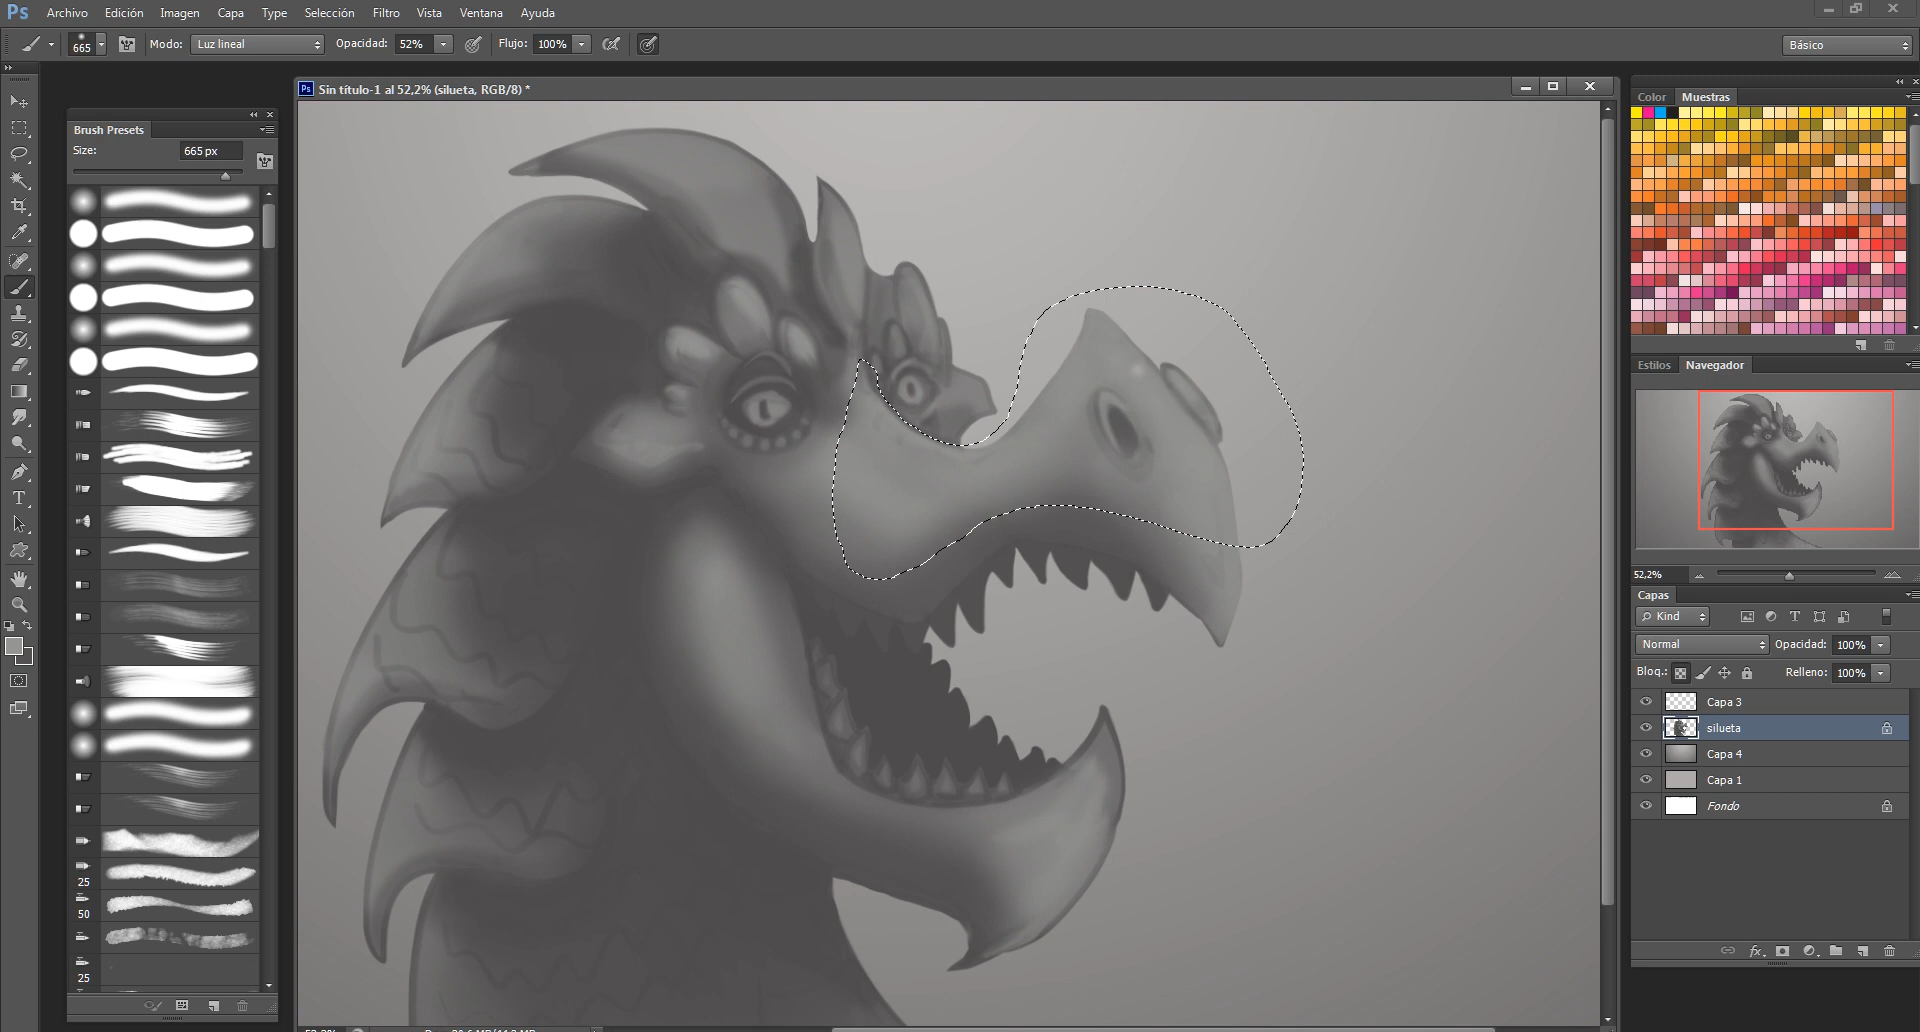 Ps Archivo Edición Imagen Capa Type Selección Filtro Vista Ventana Ayuda
665 Modo: Luz lineal Opacidad: 52% Flujo: 100% Básico
Ps Sin título-1 al 52,2% (silueta, RGB/8) *
Brush Presets
Size: 665 px
25
50
25
Color Muestras
Estilos Navegador
52,2%
Capas
Kind
Normal Opacidad: 100%
Bloq.: Relleno: 100%
Capa 3
silueta
Capa 4
Capa 1
Fondo